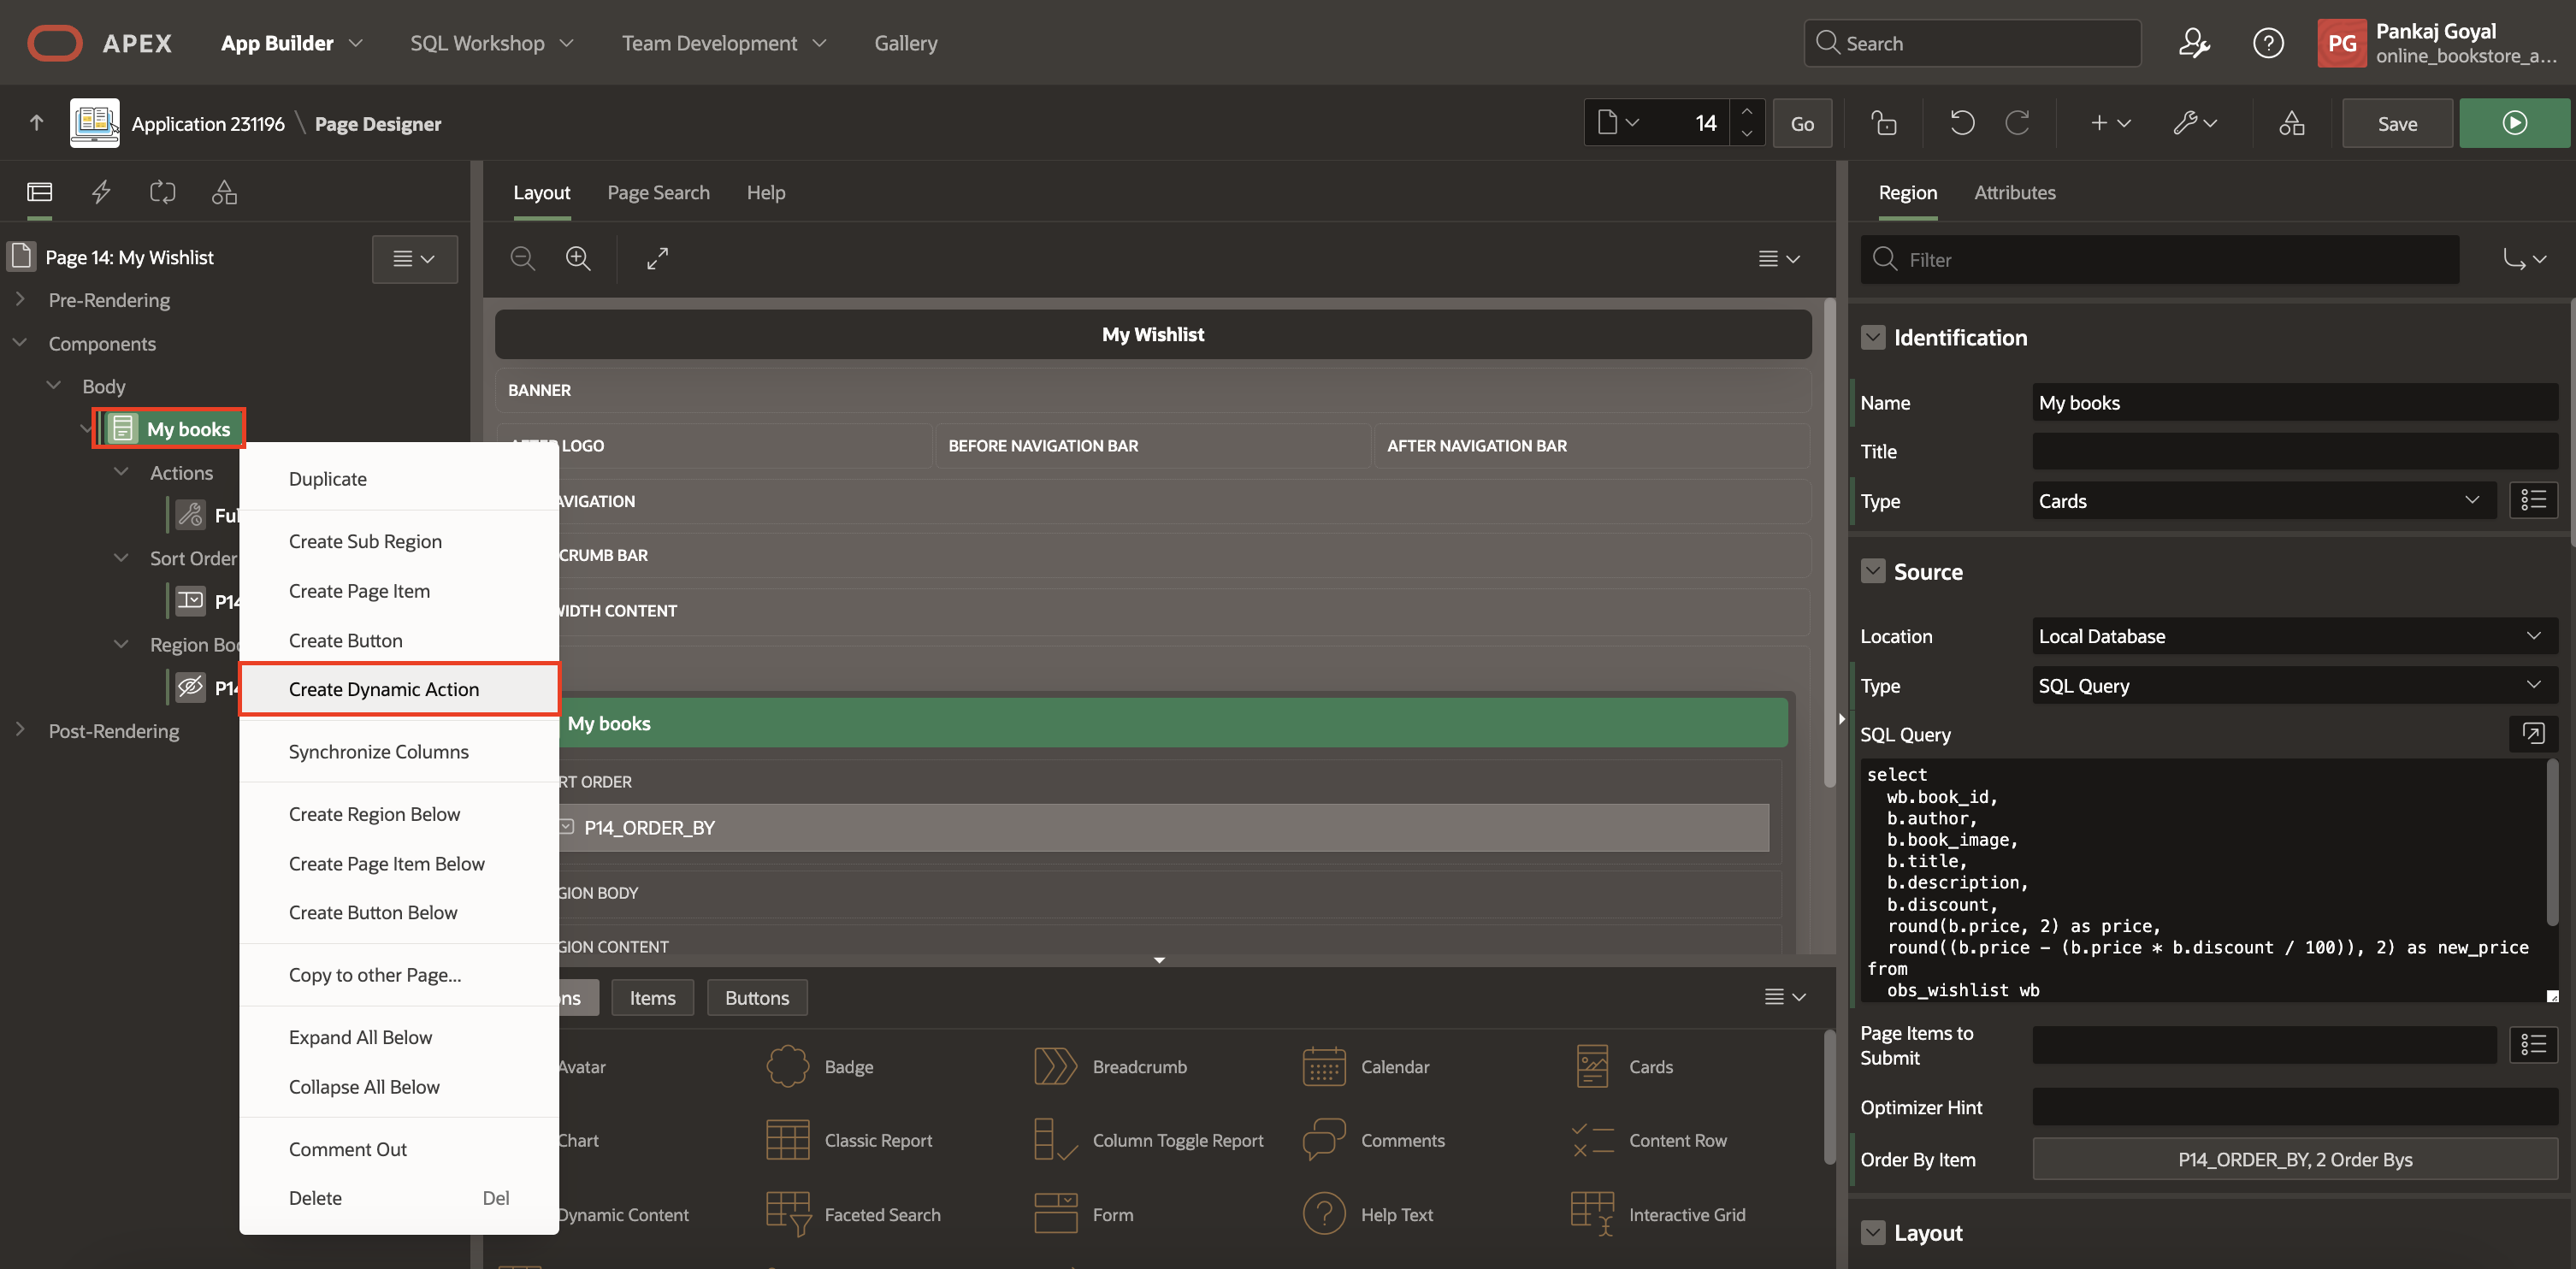 APEX
App Builder
SQL Workshop
Team Development
Gallery
Search
PG
Pankaj Goyal
online_bookstore_a...
Application 231196 \ Page Designer
14
Go
Save
Layout
Page Search
Help
Region
Attributes
Page 14: My Wishlist
Filter
Pre-Rendering
Components
Body
My books
Actions
Ful
Sort Order
P14
Region Bo
P14
Post-Rendering
Duplicate
Create Sub Region
Create Page Item
Create Button
Create Dynamic Action
Synchronize Columns
Create Region Below
Create Page Item Below
Create Button Below
Copy to other Page...
Expand All Below
Collapse All Below
Comment Out
Delete Del
My Wishlist
BANNER
LOGO
BEFORE NAVIGATION BAR
AFTER NAVIGATION BAR
AVIGATION
CRUMB BAR
WIDTH CONTENT
My books
RT ORDER
P14_ORDER_BY
GION BODY
GION CONTENT
ons
Items
Buttons
Avatar
Badge
Breadcrumb
Calendar
Cards
Chart
Classic Report
Column Toggle Report
Comments
Content Row
Dynamic Content
Faceted Search
Form
Help Text
Interactive Grid
Identification
Name
My books
Title
Type
Cards
Source
Location
Local Database
Type
SQL Query
SQL Query
select
wb.book_id,
b.author,
b.book_image,
b.title,
b.description,
b.discount,
round(b.price, 2) as price,
round((b.price - (b.price * b.discount / 100)), 2) as new_price
from
obs_wishlist wb
Page Items to
Submit
Optimizer Hint
Order By Item
P14_ORDER_BY, 2 Order Bys
Layout